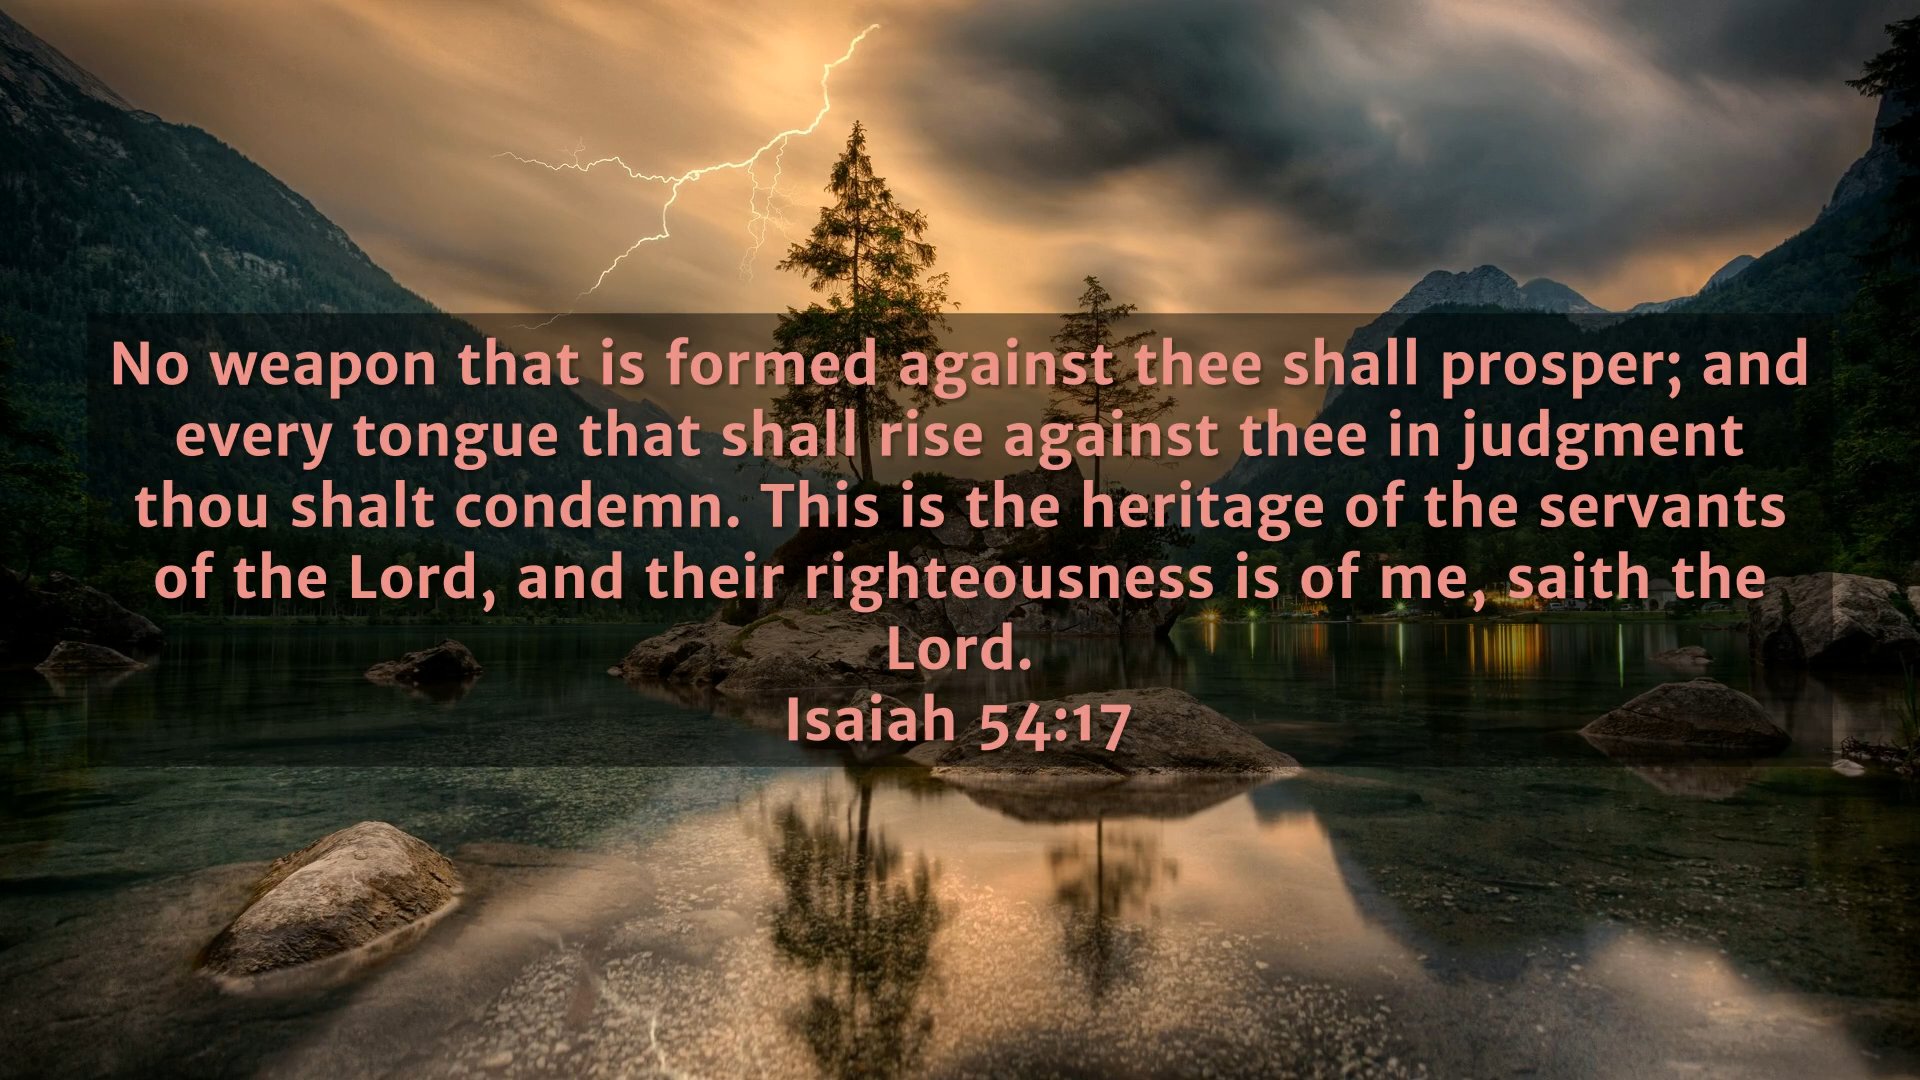 No weapon that is formed against thee shall prosper; and
every tongue that shall rise against thee in judgment
thou shalt condemn. This is the heritage of the servants
of the Lord, and their righteousness is of me, saith the
Lord.
Isaiah 54:17